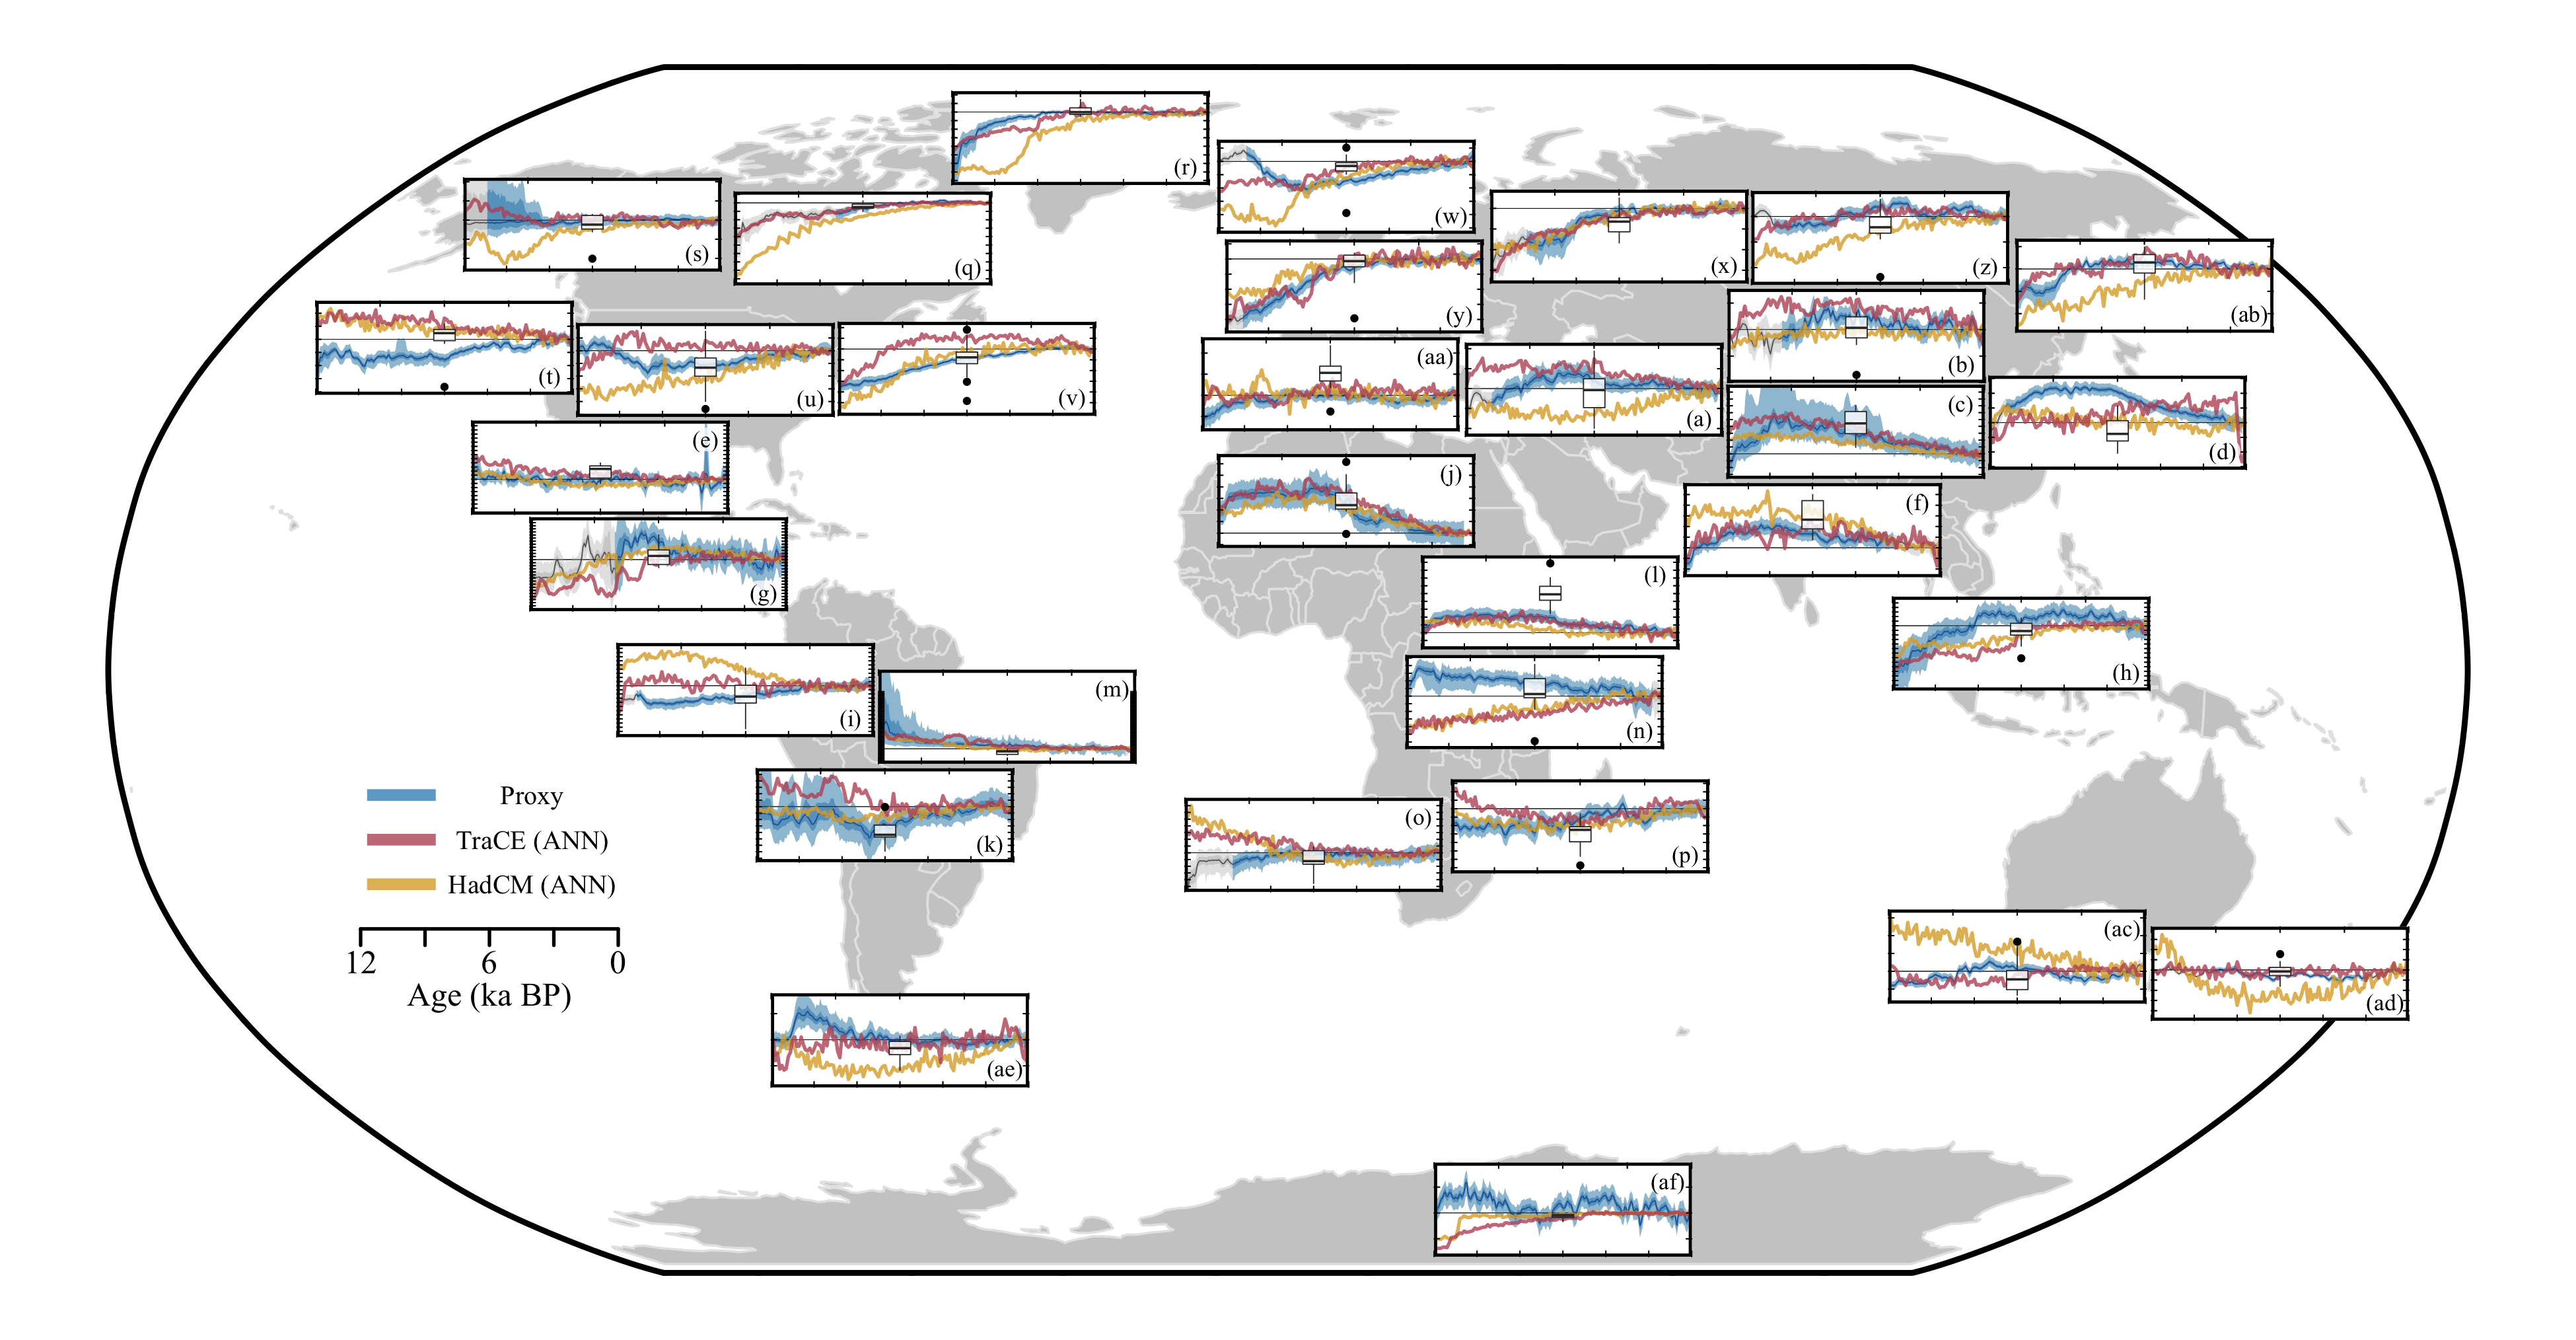 (r)
(w)
(s)
(q)
(x)
(z)
(y)
(ab)
(t)
(u)
(v)
(aa)
(a)
(b)
(c)
(d)
(e)
(j)
(f)
(g)
(l)
(h)
(i)
(m)
(n)
(k)
(o)
(p)
Proxy
TraCE (ANN)
HadCM (ANN)
12 6 0
Age (ka BP)
(ac)
(ad)
(ae)
(af)